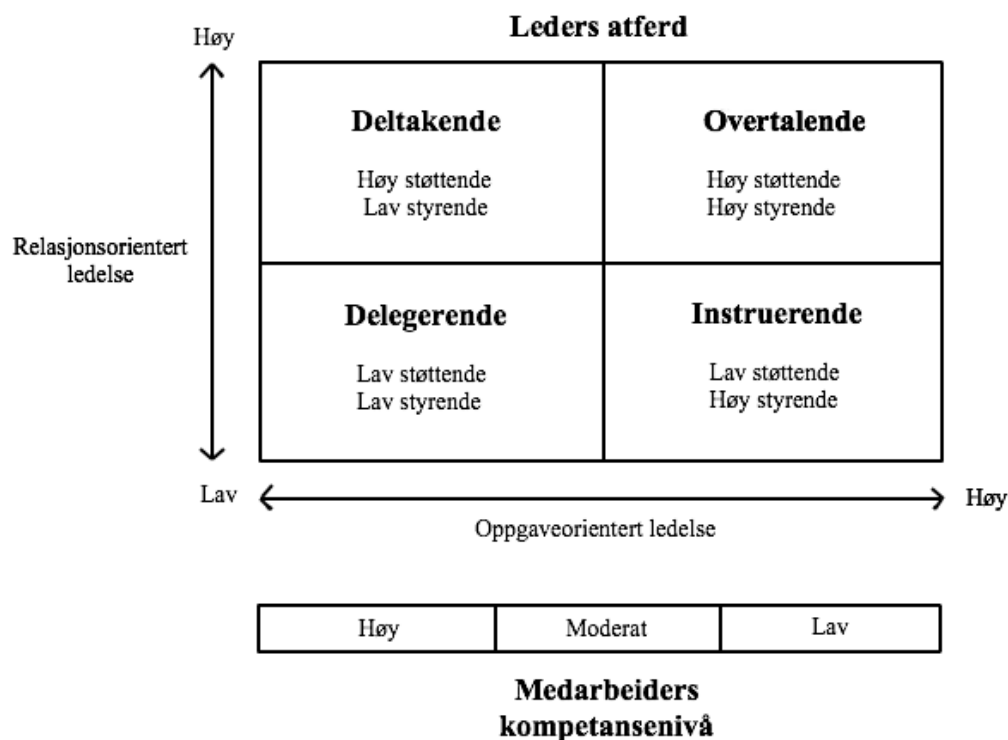 Leders atferd
Høy
Deltakende
Høy støttende
Lav styrende
Overtalende
Høy støttende
Høy styrende
Relasjonsorientert
ledelse
Delegerende
Lav støttende
Lav styrende
Instruerende
Lav støttende
Høy styrende
Lav
Høy
Oppgaveorientert ledelse
Høy
Moderat
Lav
Medarbeiders
kompetansenivå